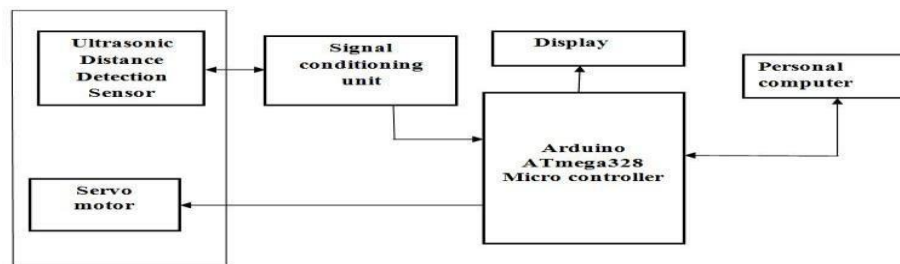 Ultrasonic
Distance
Detection
Sensor
Signal
conditioning
unit
Display
Personal
computer
Arduino
ATmega328
Micro controller
Servo
motor